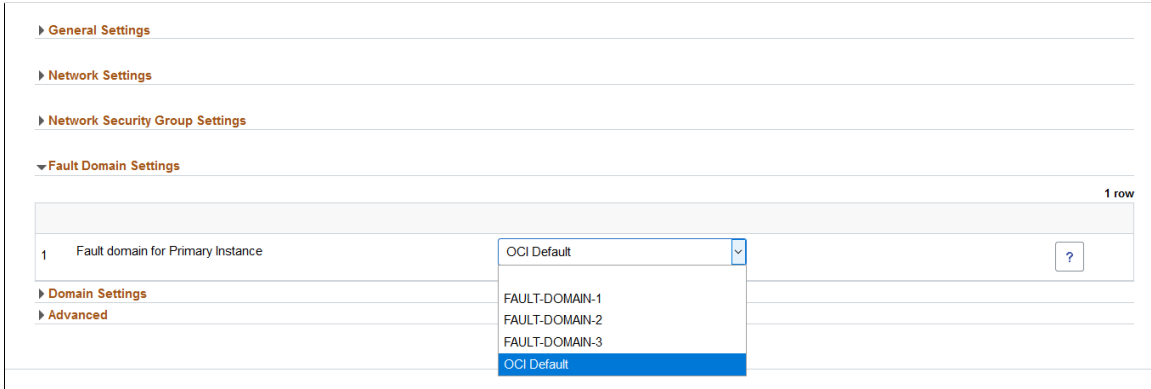 General Settings
Network Settings
Network Security Group Settings
Fault Domain Settings
1 row
1 Fault domain for Primary Instance OCI Default ?
FAULT-DOMAIN-1
FAULT-DOMAIN-2
FAULT-DOMAIN-3
OCI Default
Domain Settings
Advanced